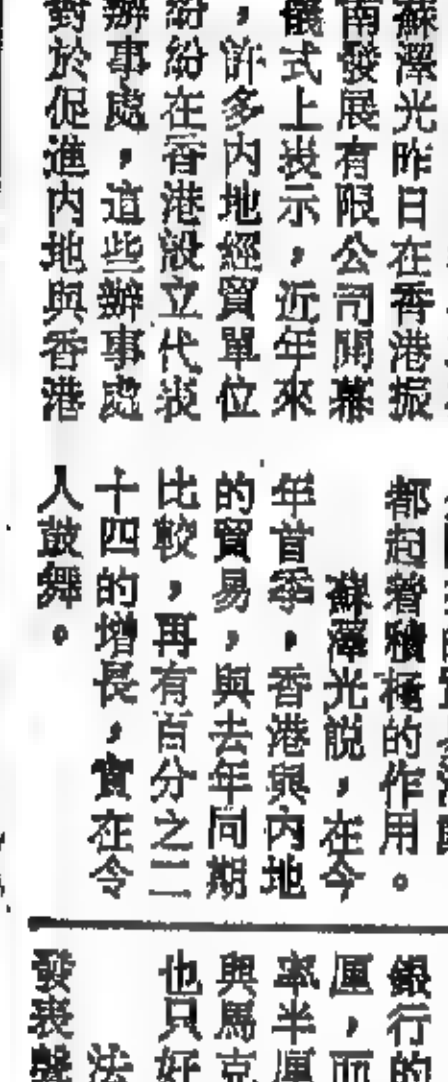 蘇澤光昨日在香港振
南發展有限公司開幕
儀式上表示，近年來
，許多內地經貿單位
紛紛在香港設立代表
辦事處，這些辦事處
對於促進內地與香港
都起着積極的作用。
蘇澤光説，在今
年首季，香港與內地
的貿易，與去年同期
比較，再有百分之二
十四的增長，實在令
人鼓舞。
銀行的
厘，而
率半厘
與馬克
也只好
法
發表聲